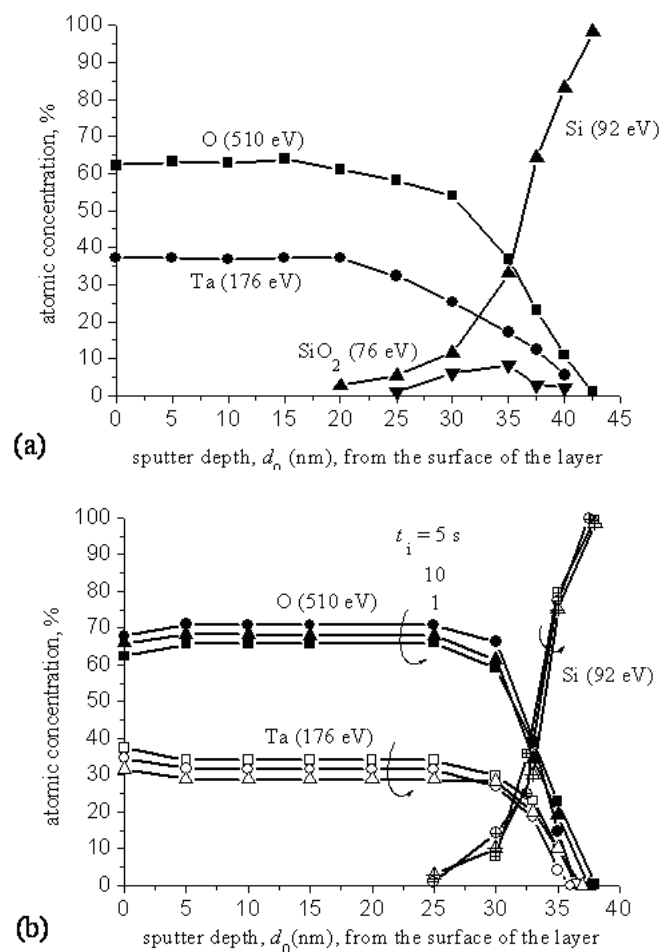 100
90
80
70
60
50
40
30
20
10
0
atomic concentration, %
O (510 eV)
Si (92 eV)
Ta (176 eV)
SiO2 (76 eV)
0 5 10 15 20 25 30 35 40 45
(a)
sputter depth, do (nm), from the surface of the layer
100
90
80
70
60
50
40
30
20
10
0
atomic concentration, %
ti = 5 s
10
1
O (510 eV)
Si (92 eV)
Ta (176 eV)
0 5 10 15 20 25 30 35 40
(b)
sputter depth, do(nm), from the surface of the layer